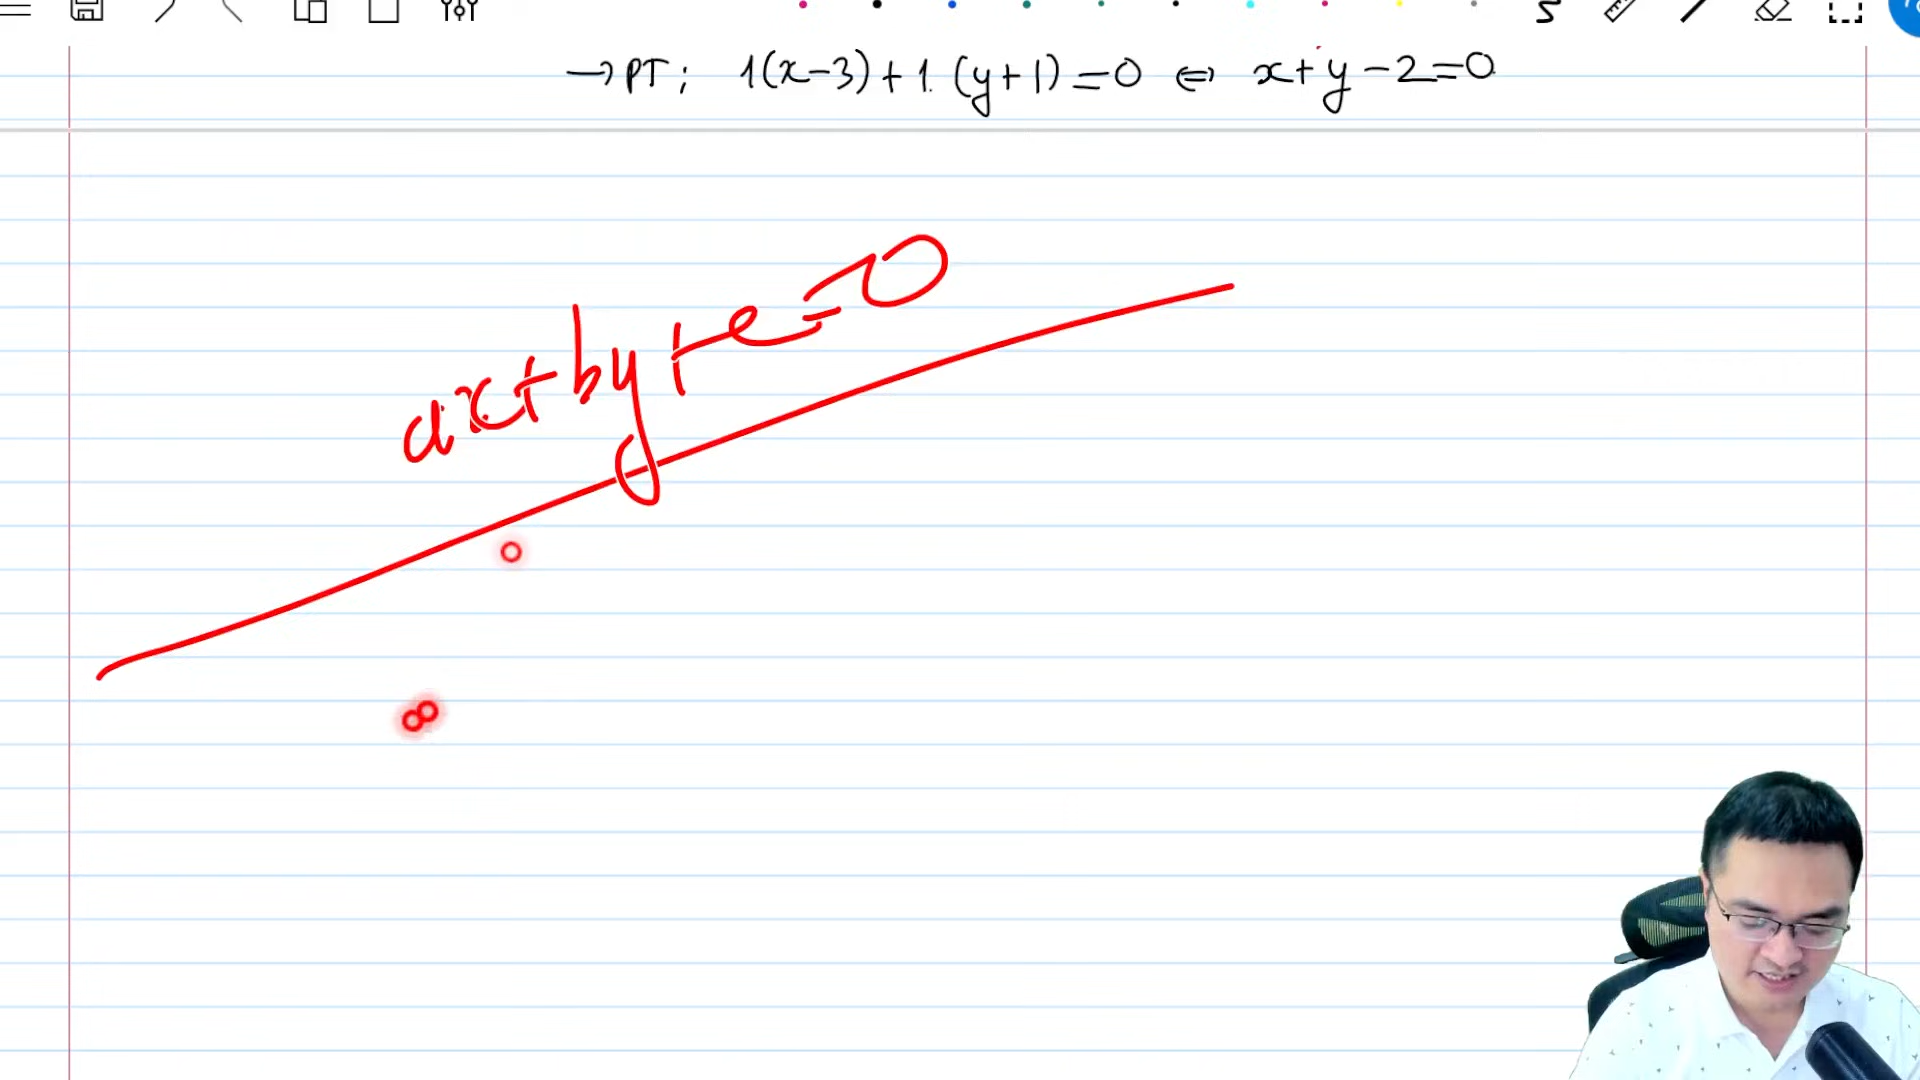 → PT: 1(x-3)+1.(y+1)=0 ⇔ x+y-2=0
ax+by+c=0